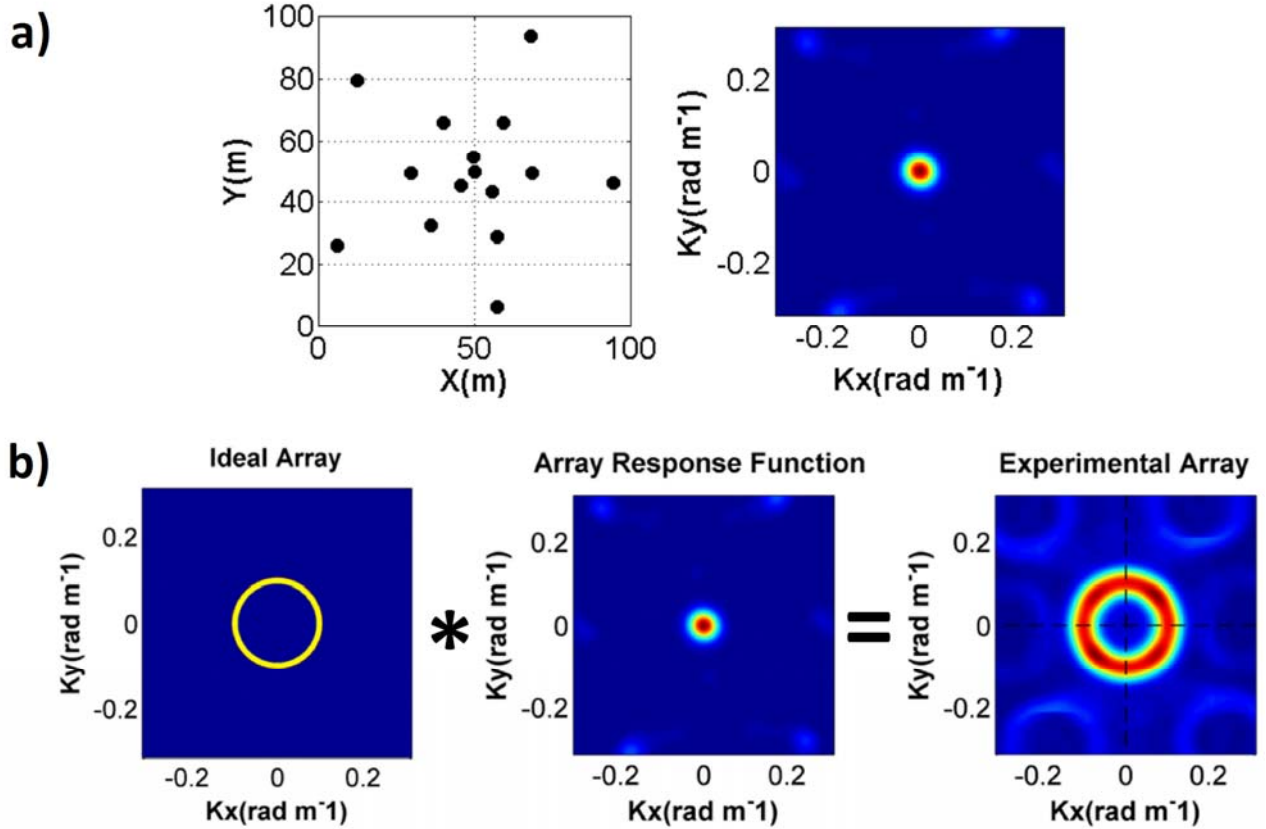 a)
100
80
60
40
20
0
Y(m)
0 50 100
X(m)
0.2
0
-0.2
Ky(rad m-1)
-0.2 0 0.2
Kx(rad m-1)
b)
Ideal Array
0.2
0
-0.2
Ky(rad m-1)
-0.2 0 0.2
Kx(rad m-1)
*
Array Response Function
0.2
0
-0.2
Ky(rad m-1)
-0.2 0 0.2
Kx(rad m-1)
=
Experimental Array
0.2
0
-0.2
Ky(rad m-1)
-0.2 0 0.2
Kx(rad m-1)